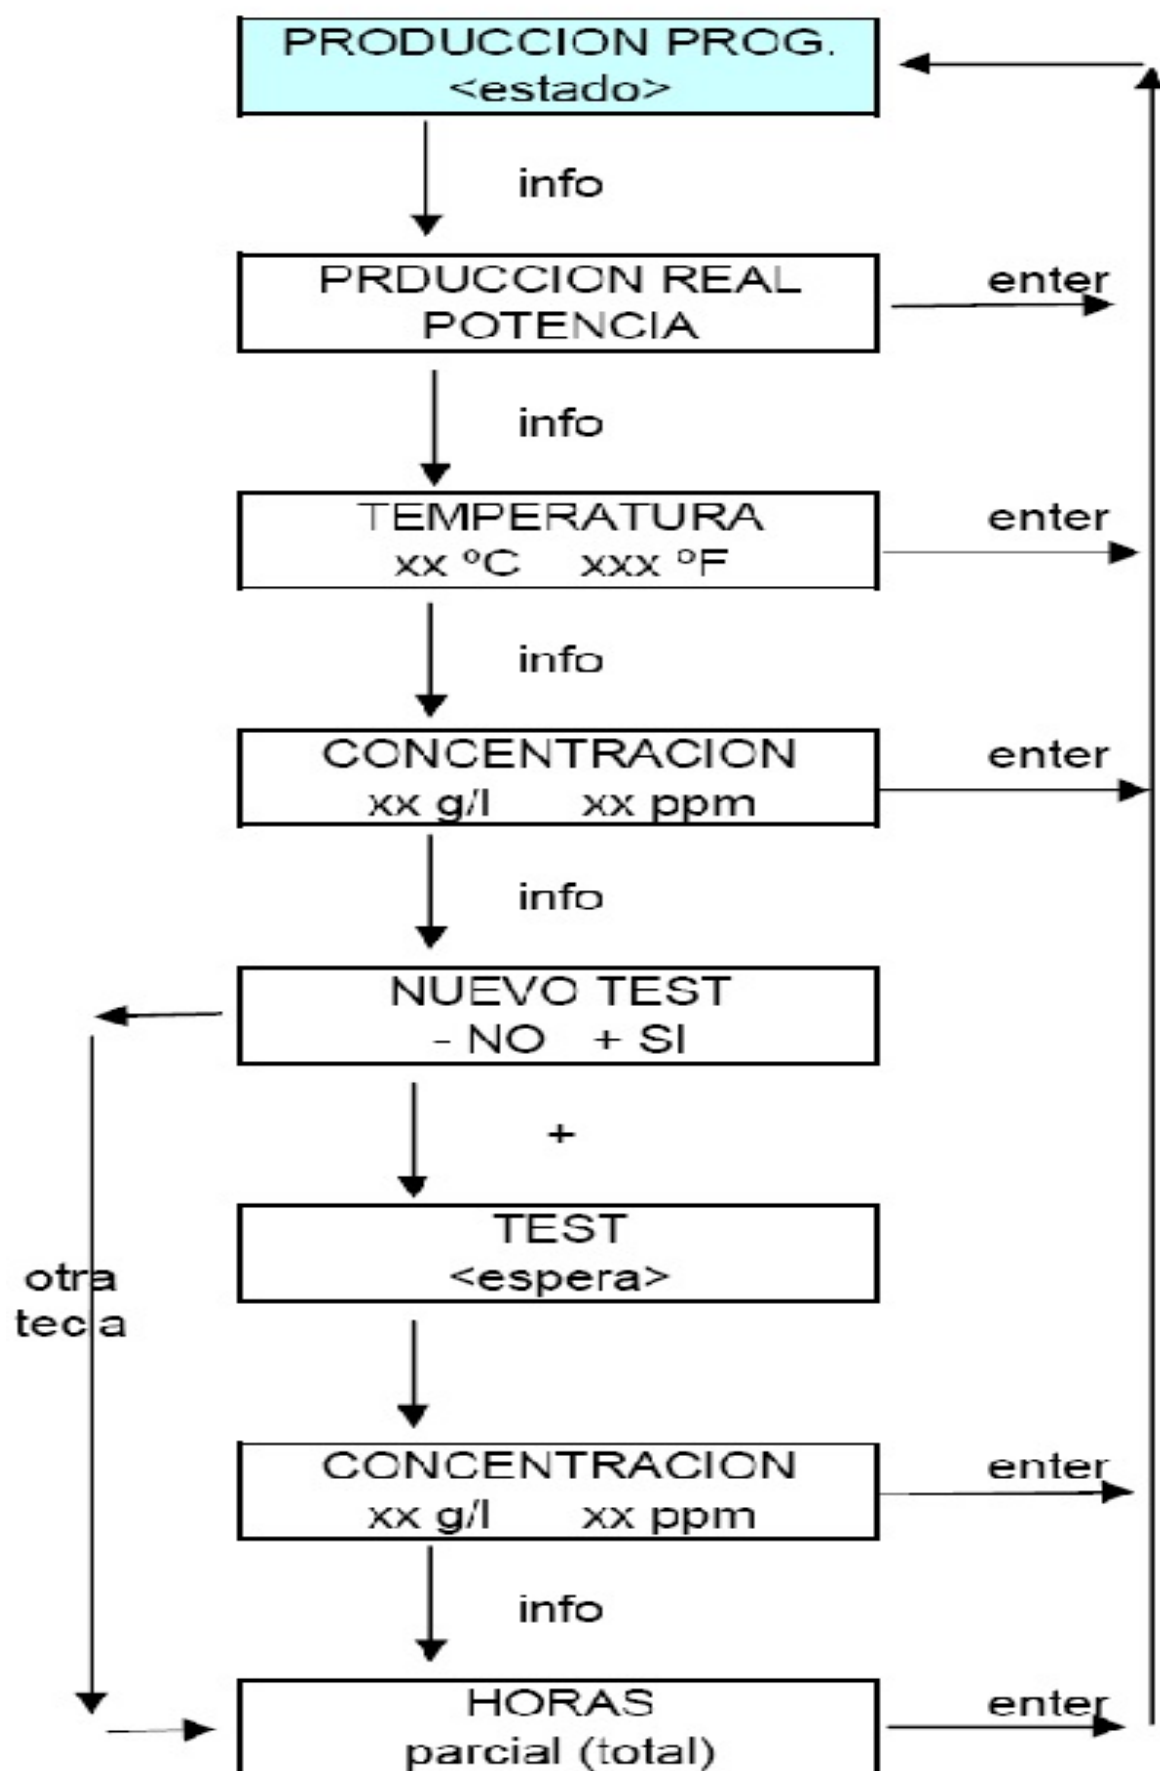 PRODUCCION PROG.
<estado>
info
PRDUCCION REAL
POTENCIA
enter
info
TEMPERATURA
xx ºC xxx ºF
enter
info
CONCENTRACION
xx g/l xx ppm
enter
info
NUEVO TEST
- NO + SI
+
TEST
<espera>
otra
tecla
CONCENTRACION
xx g/l xx ppm
enter
info
HORAS
parcial (total)
enter